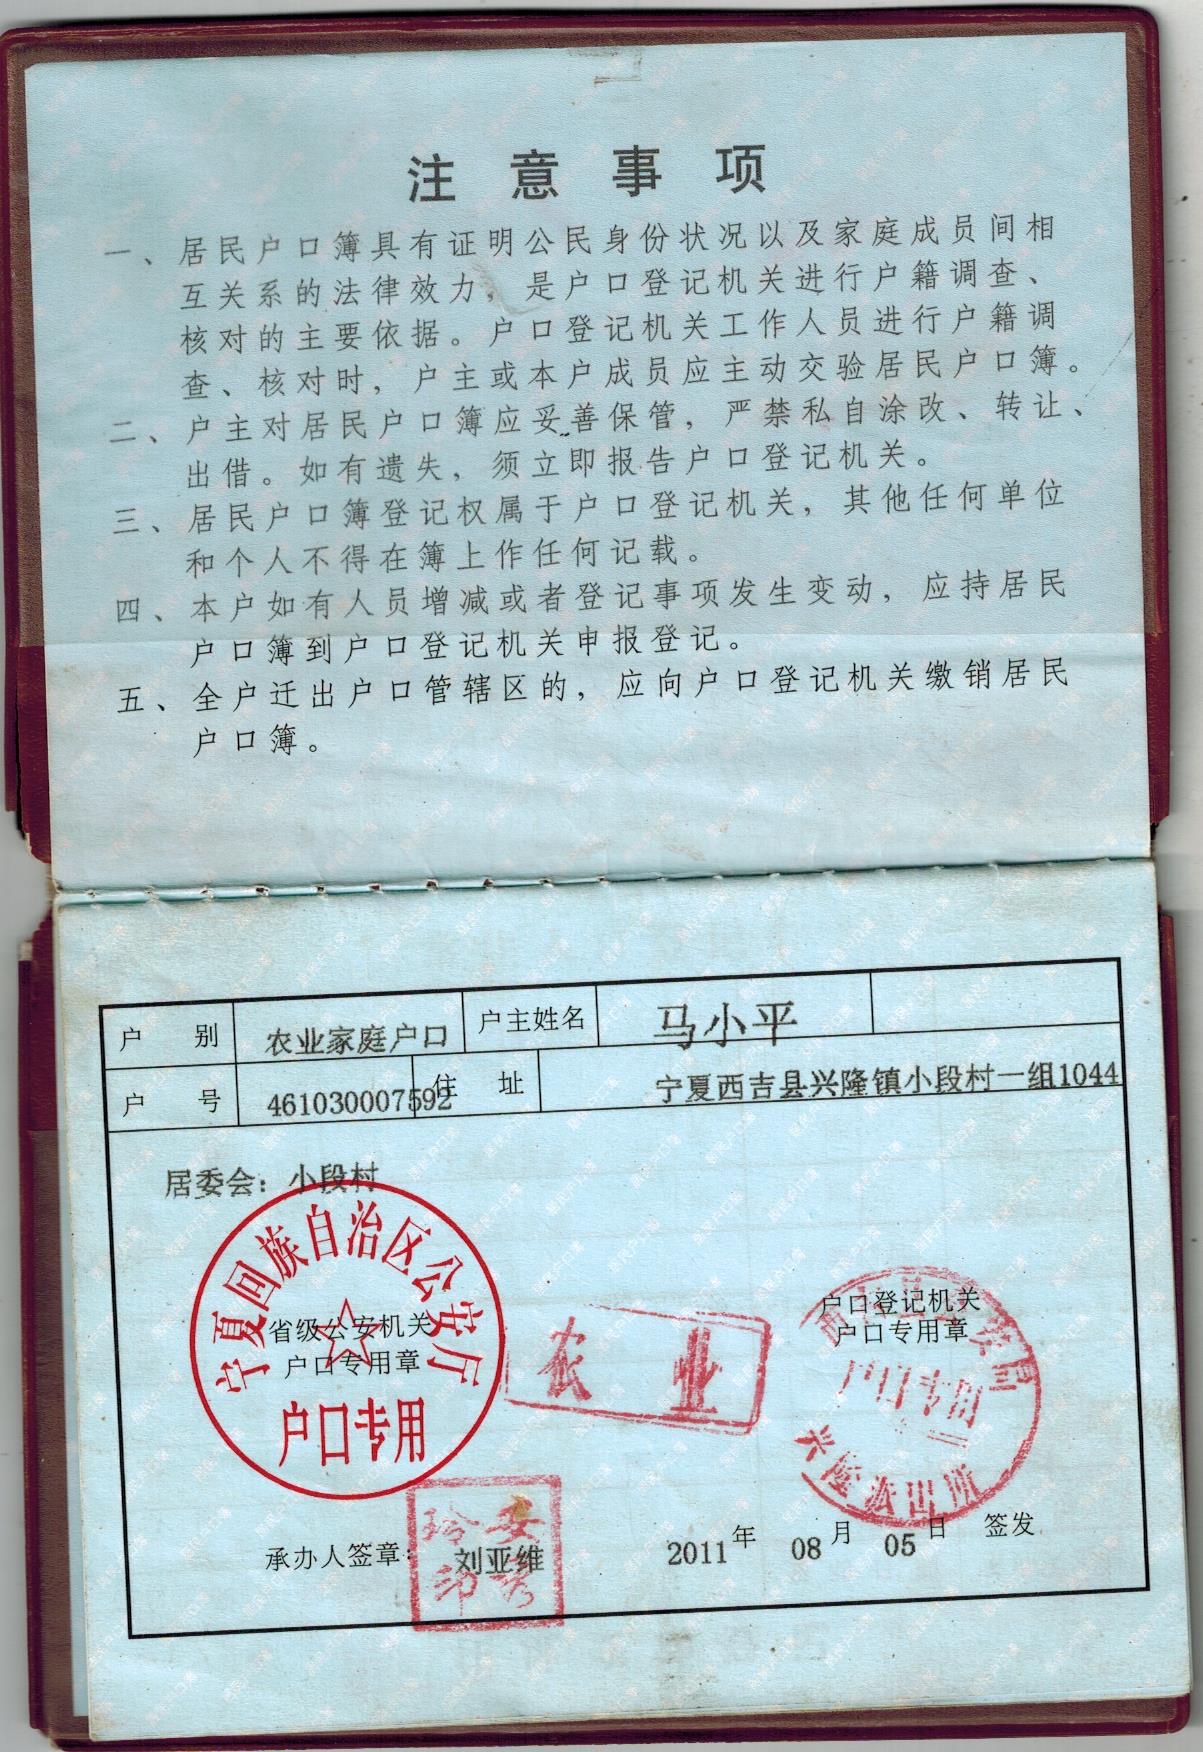 注意事项
一、居民户口簿具有证明公民身份状况以及家庭成员间相
互关系的法律效力，是户口登记机关进行户籍调查、
核对的主要依据。户口登记机关工作人员进行户籍调
查、核对时，户主或本户成员应主动交验居民户口簿。
二、户主对居民户口簿应妥善保管，严禁私自涂改、转让、
出借。如有遗失，须立即报告户口登记机关。
三、居民户口簿登记权属于户口登记机关，其他任何单位
和个人不得在簿上作任何记载。
四、本户如有人员增减或者登记事项发生变动，应持居民
户口簿到户口登记机关申报登记。
五、全户迁出户口管辖区的，应向户口登记机关缴销居民
户口簿。
户 别 农业家庭户口 户主姓名 马小平
户 号 461030007592 住 址 宁夏西吉县兴隆镇小段村一组1044
居委会：小段村
宁夏回族自治区公安厅
省级公安机关
户口专用章
户口专用
农业
户口登记机关
户口专用章
户口专用
兴隆派出所
承办人签章： 刘亚维 2011年 08月 05日 签发